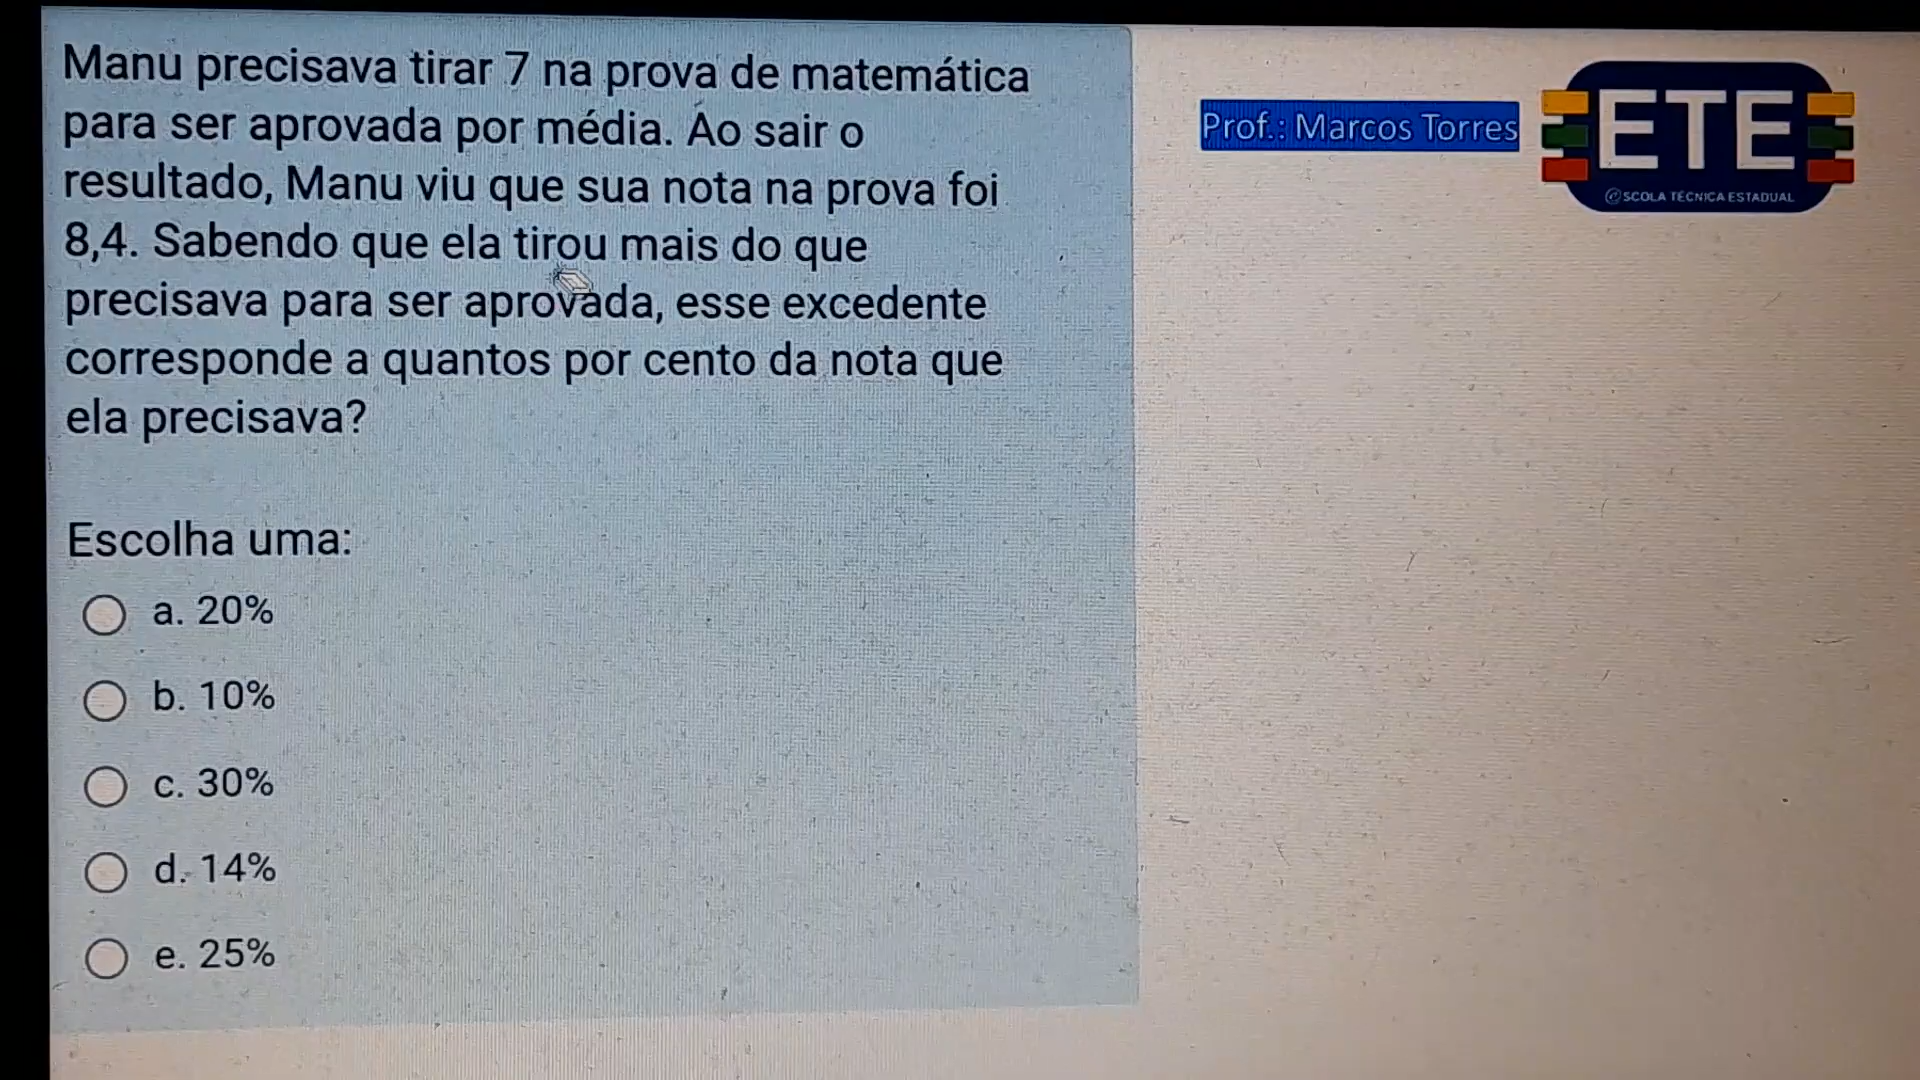 Manu precisava tirar 7 na prova de matemática
para ser aprovada por média. Ao sair o
resultado, Manu viu que sua nota na prova foi
8,4. Sabendo que ela tirou mais do que
precisava para ser aprovada, esse excedente
corresponde a quantos por cento da nota que
ela precisava?
Escolha uma:
a. 20%
b. 10%
c. 30%
d. 14%
e. 25%
Prof.: Marcos Torres
ETE
ESCOLA TÉCNICA ESTADUAL